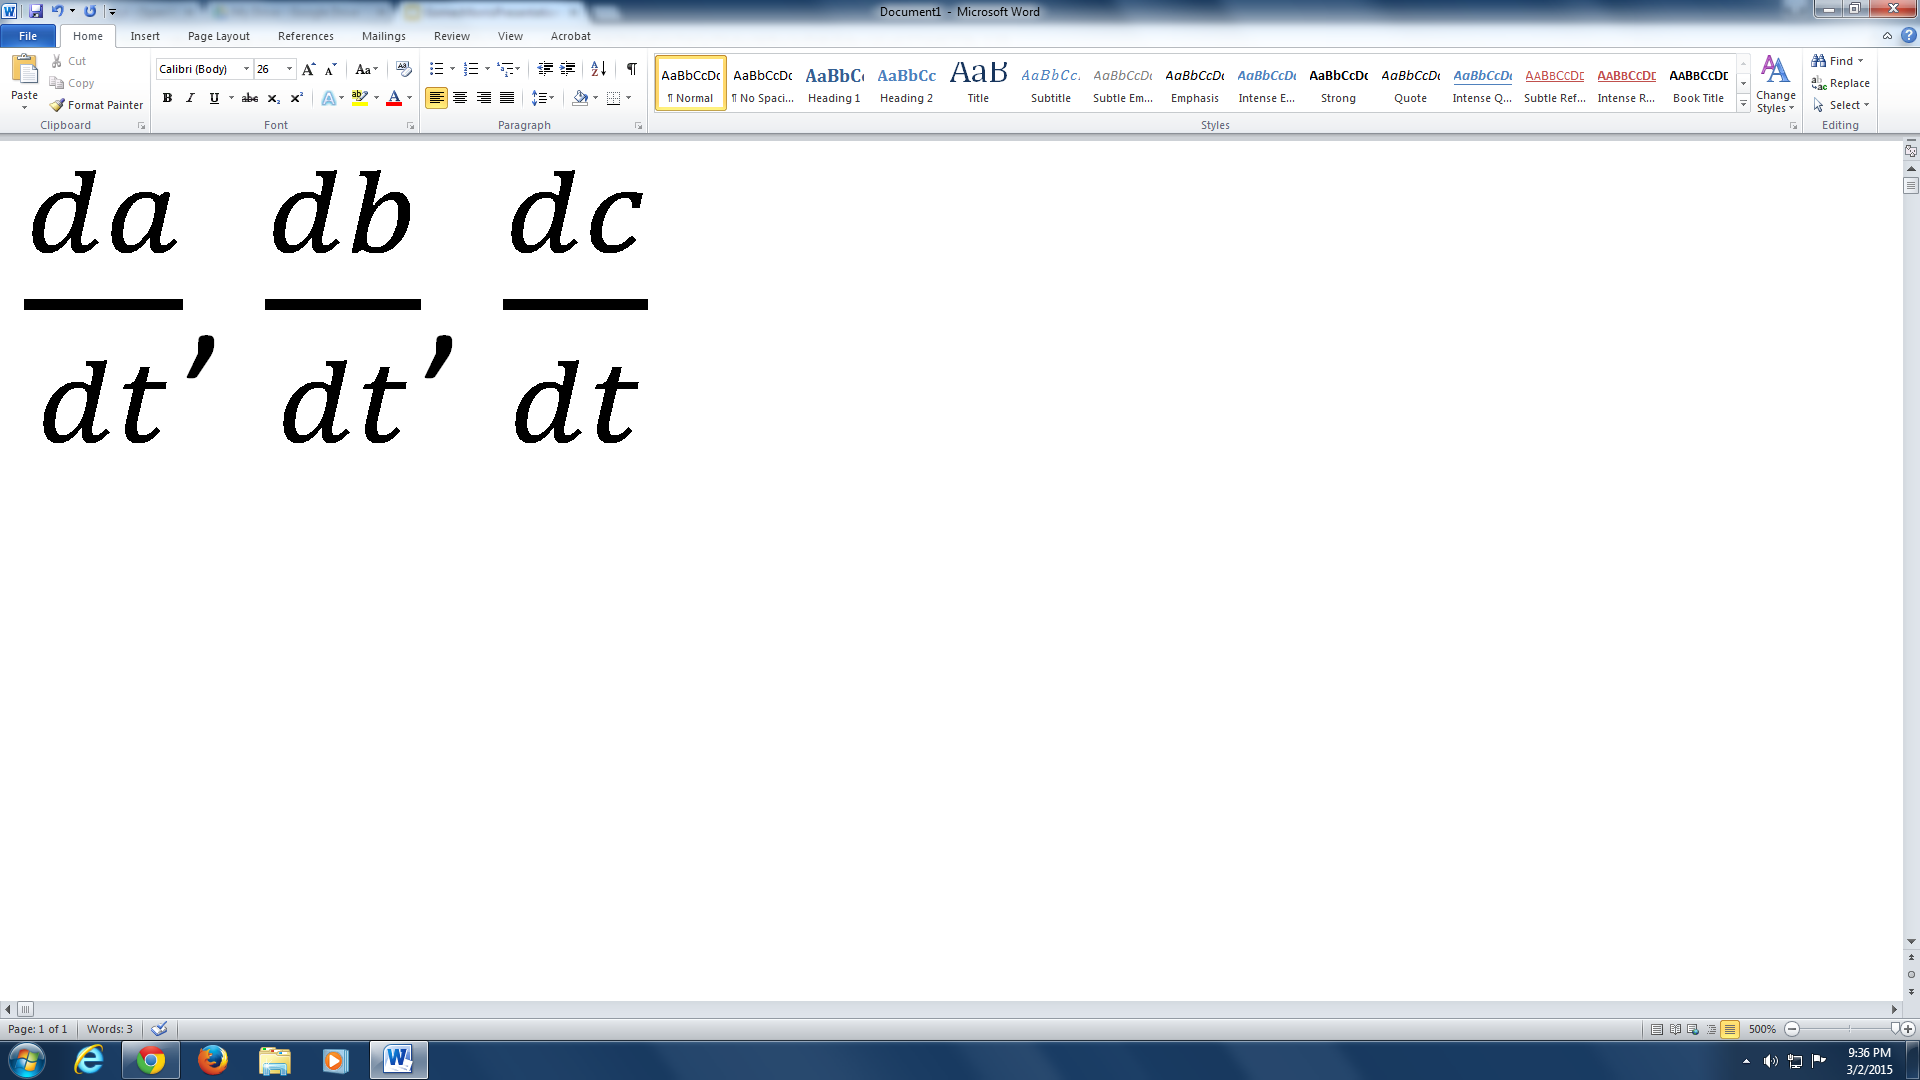 Document1 - Microsoft Word
File Home Insert Page Layout References Mailings Review View Acrobat
Paste
Cut
Copy
Format Painter
Clipboard
Calibri (Body) 26
Font
Paragraph
AaBbCcDc AaBbCcDc AaBbC AaBbCc AaB AaBbCc. AaBbCcDc AaBbCcDc AaBbCcDc AaBbCcDc AaBbCcDc AaBbCcDc AABBCCDE AABBCCDE AABBCCDE
¶ Normal ¶ No Spaci... Heading 1 Heading 2 Title Subtitle Subtle Em... Emphasis Intense E... Strong Quote Intense Q... Subtle Ref... Intense R... Book Title
Styles
Change Styles
Find
Replace
Select
Editing
da db dc
dt, dt, dt
Page: 1 of 1 Words: 3
500%
9:36 PM
3/2/2015